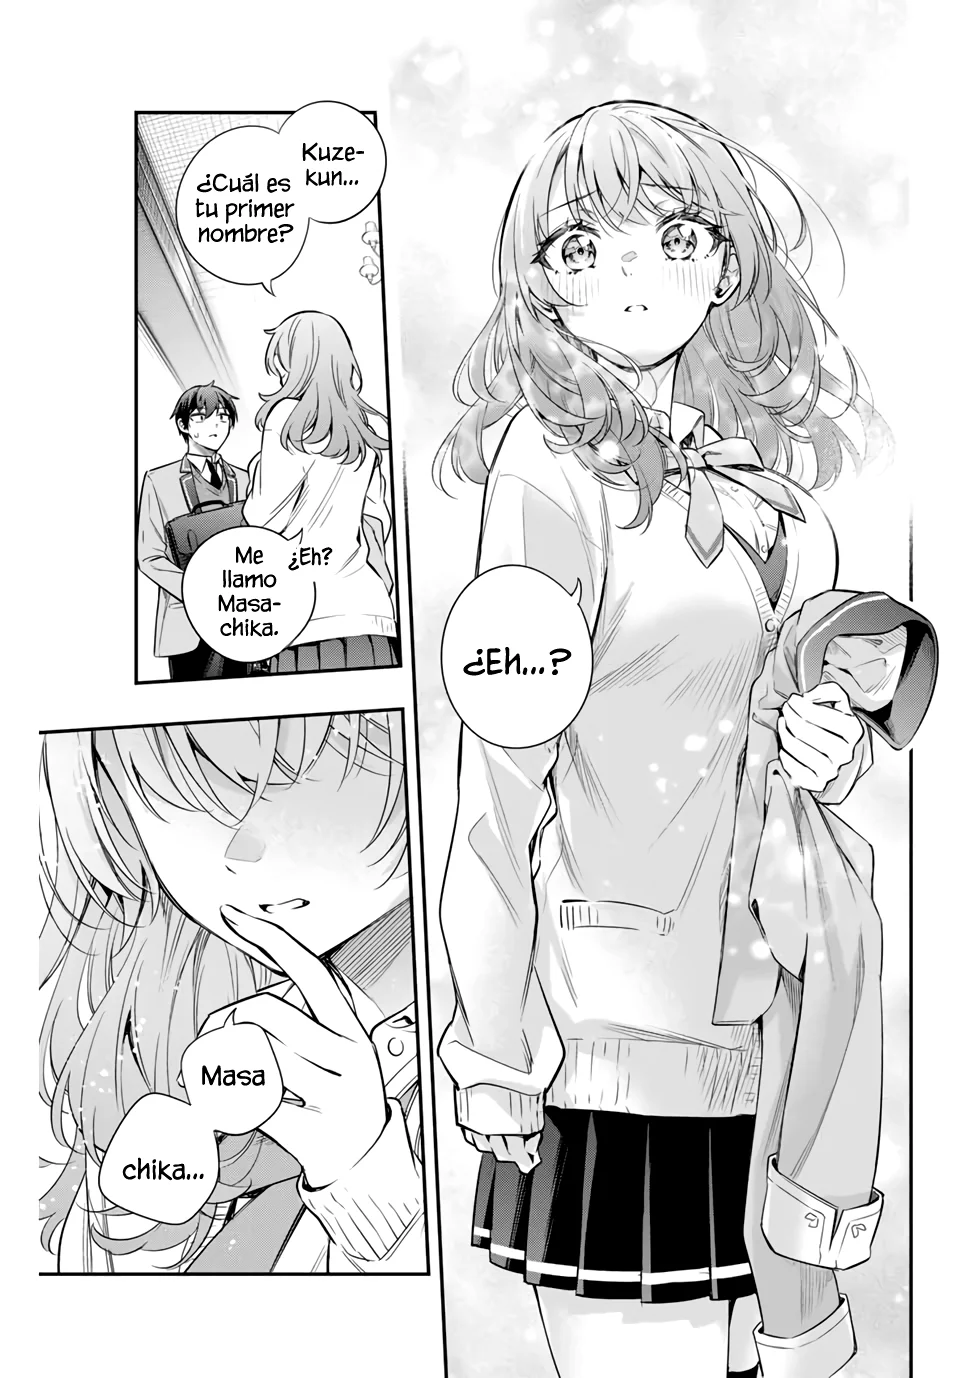 ¿Eh...?
Kuze-
kun...
¿Cuál es
tu primer
nombre?
¿Eh?
Me
llamo
Masa-
chika.
Masa
chika...